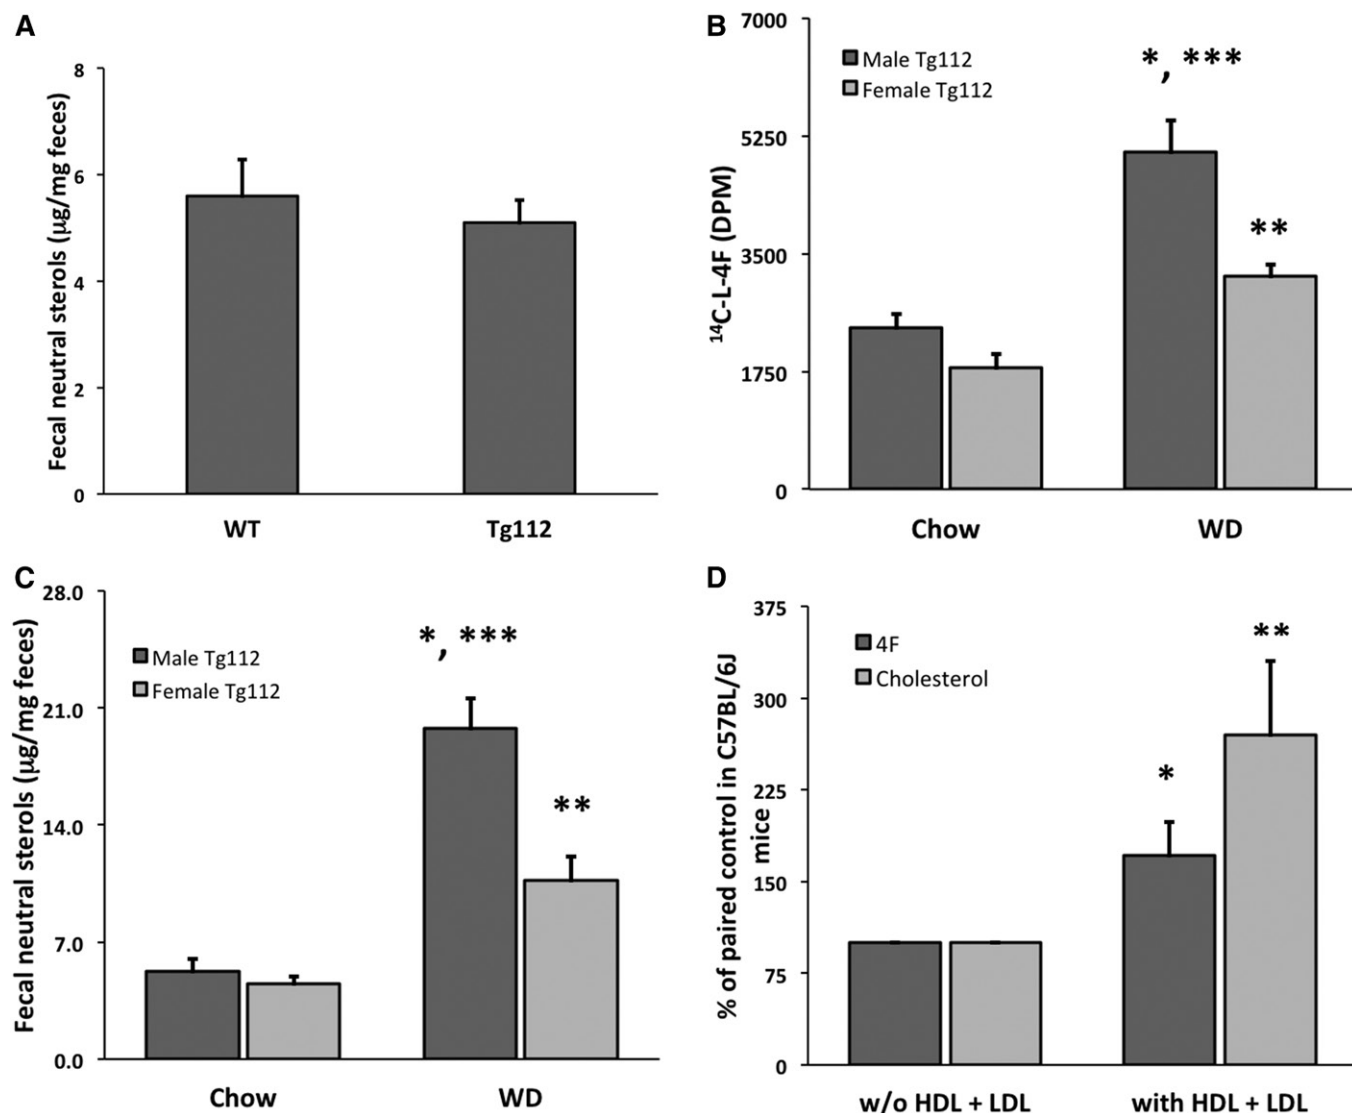 A
Fecal neutral sterols (µg/mg feces)
8
6
4
2
0
WT Tg112
B
¹⁴C-L-4F (DPM)
7000
5250
3500
1750
0
Male Tg112
Female Tg112
*, ***
**
Chow WD
C
Fecal neutral sterols (µg/mg feces)
28.0
21.0
14.0
7.0
0.0
Male Tg112
Female Tg112
*, ***
**
Chow WD
D
% of paired control in C57BL/6J
mice
375
300
225
150
75
0
4F
Cholesterol
*
**
w/o HDL + LDL with HDL + LDL